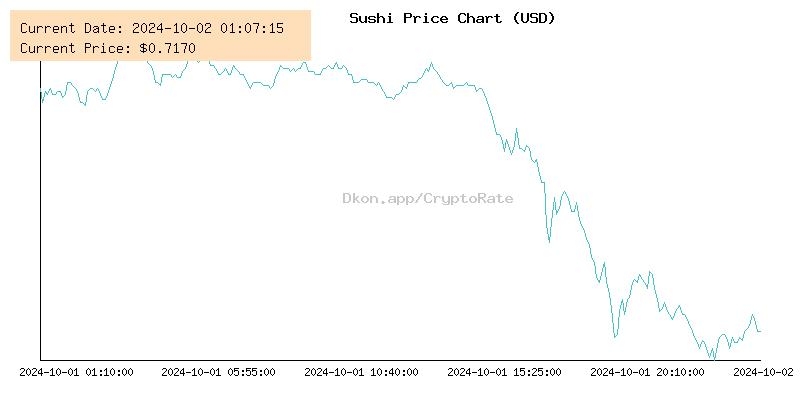 Sushi Price Chart (USD)
Current Date: 2024-10-02 01:07:15
Current Price: $0.7170
Dkon.app/CryptoRate
2024-10-01 01:10:00 2024-10-01 05:55:00 2024-10-01 10:40:00 2024-10-01 15:25:00 2024-10-01 20:10:00 2024-10-02